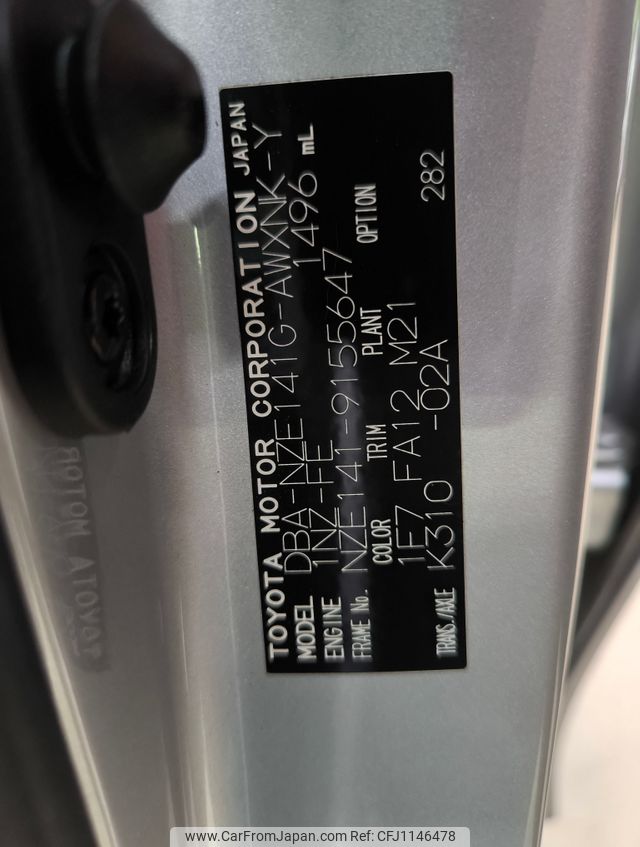 TOYOTA MOTOR CORPORATION JAPAN
MODEL DBA-NZE141G-AWXNK-Y
ENGINE 1NZ-FE 1496 mL
FRAME No. NZE141-9155647
COLOR TRIM PLANT OPTION
1F7 FA12 M21 282
TRANS./AXLE K310 -02A
www.CarFromJapan.com Ref:CFJ1146478